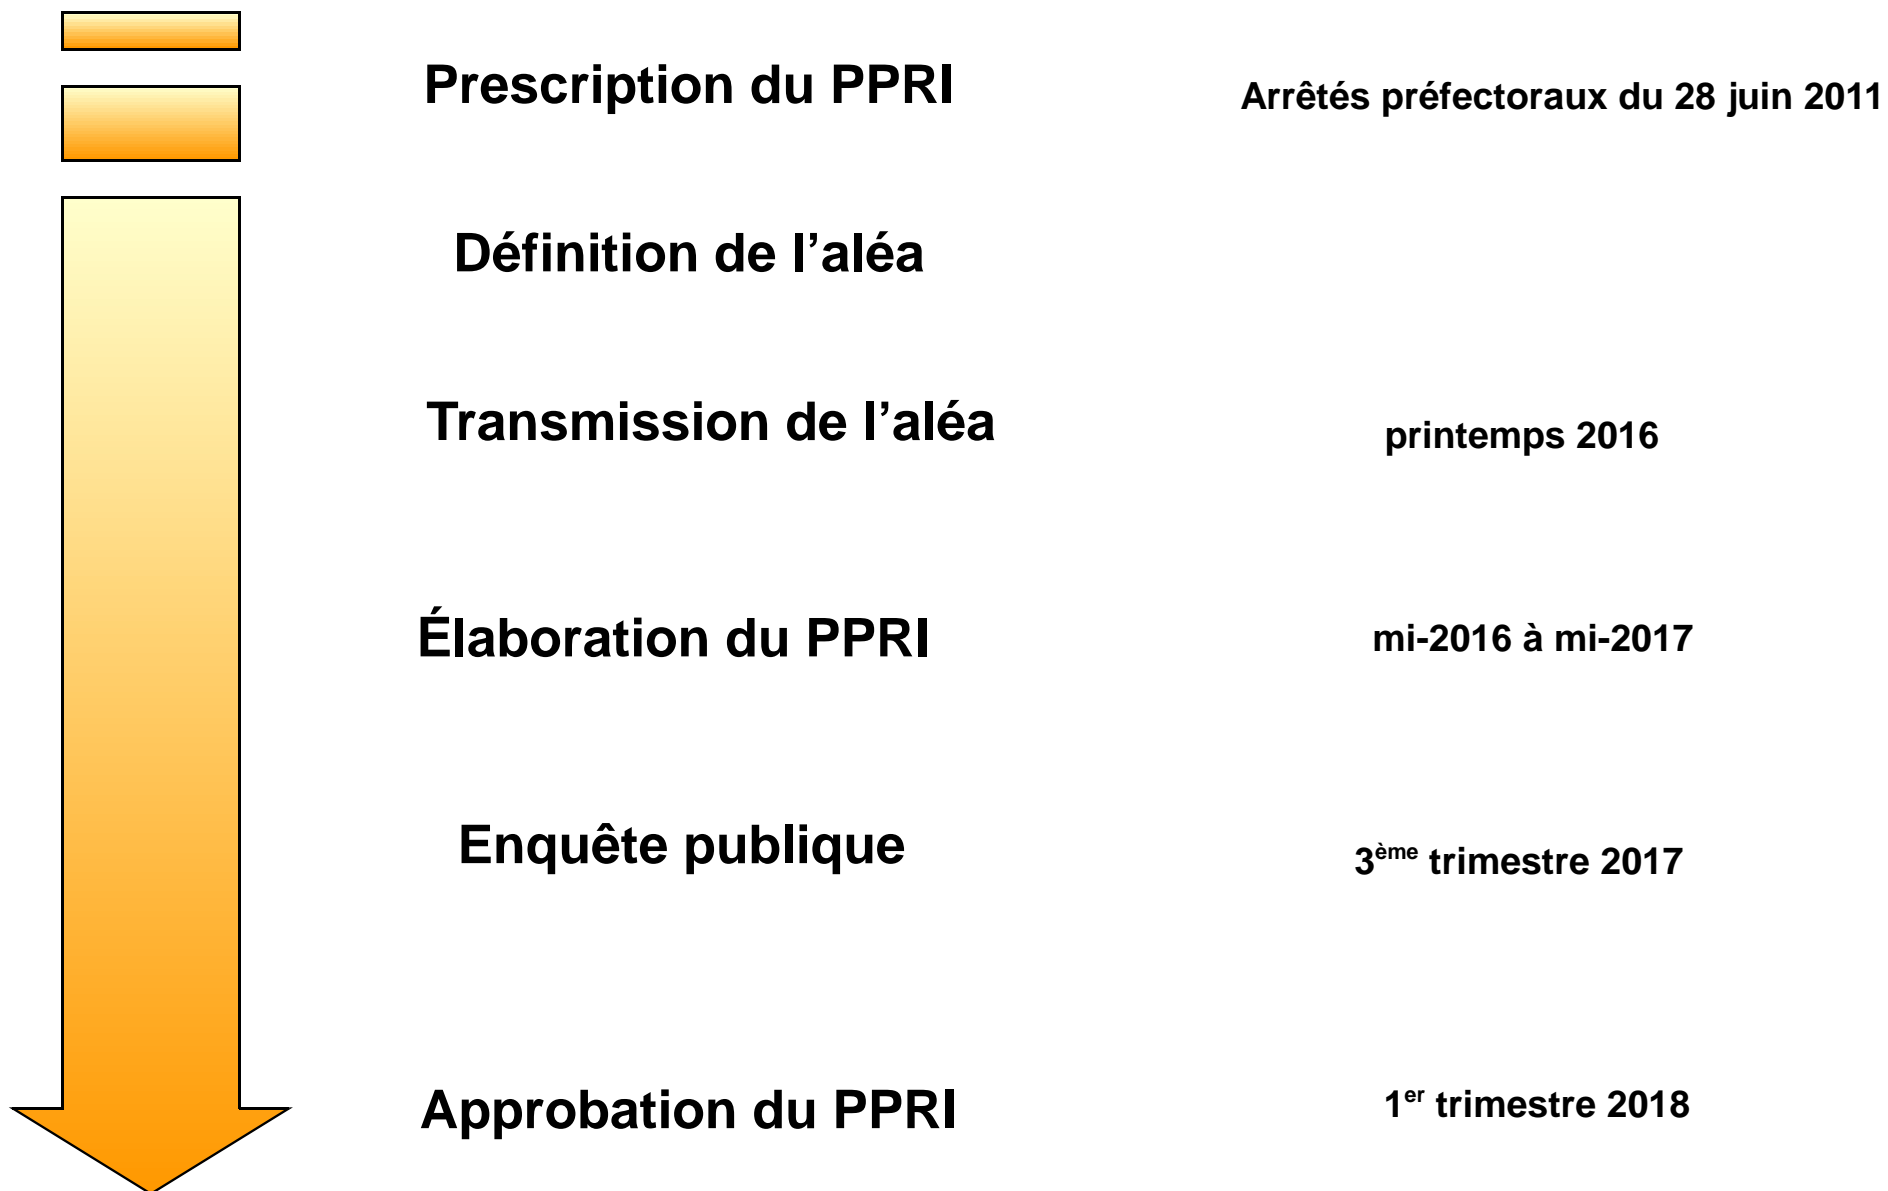 Prescription du PPRI
Arrêtés préfectoraux du 28 juin 2011
Définition de l’aléa
Transmission de l’aléa
printemps 2016
Élaboration du PPRI
mi-2016 à mi-2017
Enquête publique
3ème trimestre 2017
Approbation du PPRI
1er trimestre 2018